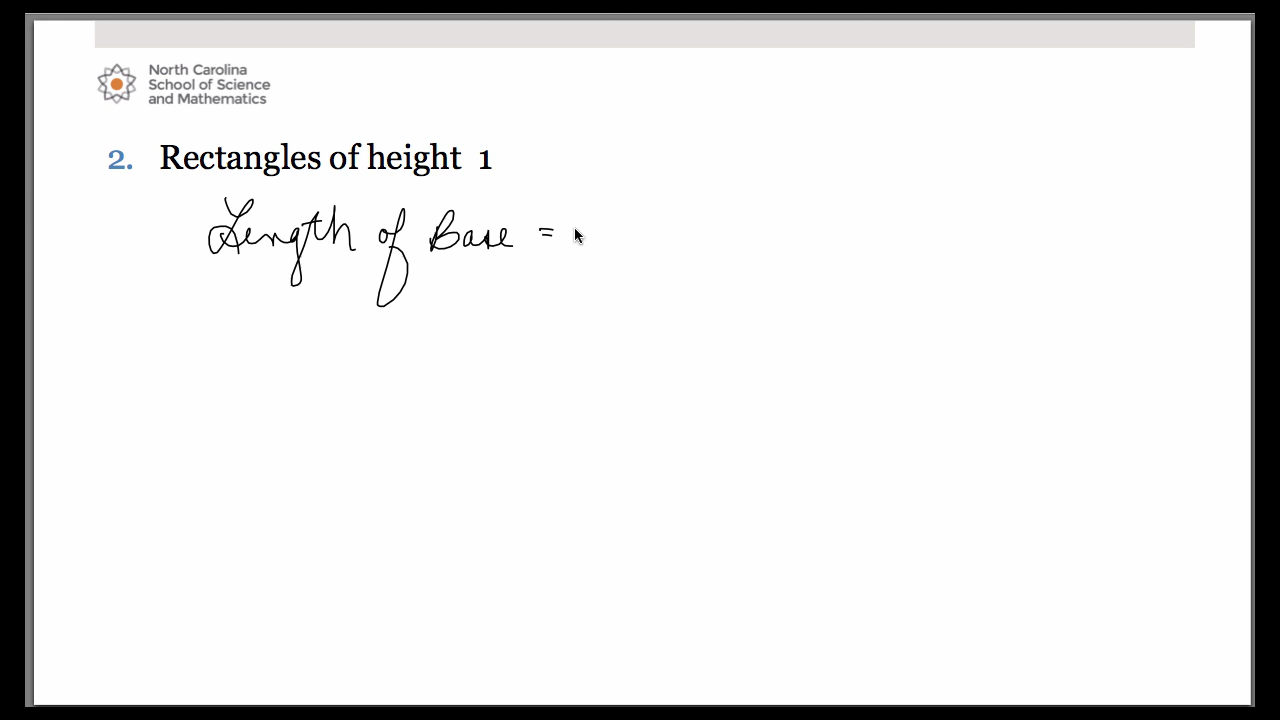 North Carolina
School of Science
and Mathematics
2. Rectangles of height 1
Length of Base =